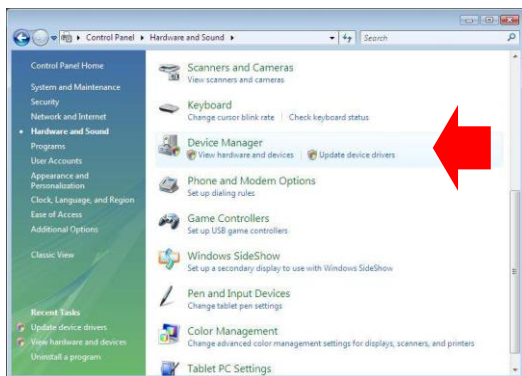 Control Panel
Hardware and Sound
Search
Control Panel Home
System and Maintenance
Security
Network and Internet
Hardware and Sound
Programs
User Accounts
Appearance and
Personalization
Clock, Language, and Region
Ease of Access
Additional Options
Classic View
Recent Tasks
Update device drivers
View hardware and devices
Uninstall a program
Scanners and Cameras
View scanners and cameras
Keyboard
Change cursor blink rate
Check keyboard status
Device Manager
View hardware and devices
Update device drivers
Phone and Modem Options
Set up dialing rules
Game Controllers
Set up USB game controllers
Windows SideShow
Set up a secondary display to use with Windows SideShow
Pen and Input Devices
Change tablet pen settings
Color Management
Change advanced color management settings for displays, scanners, and printers
Tablet PC Settings